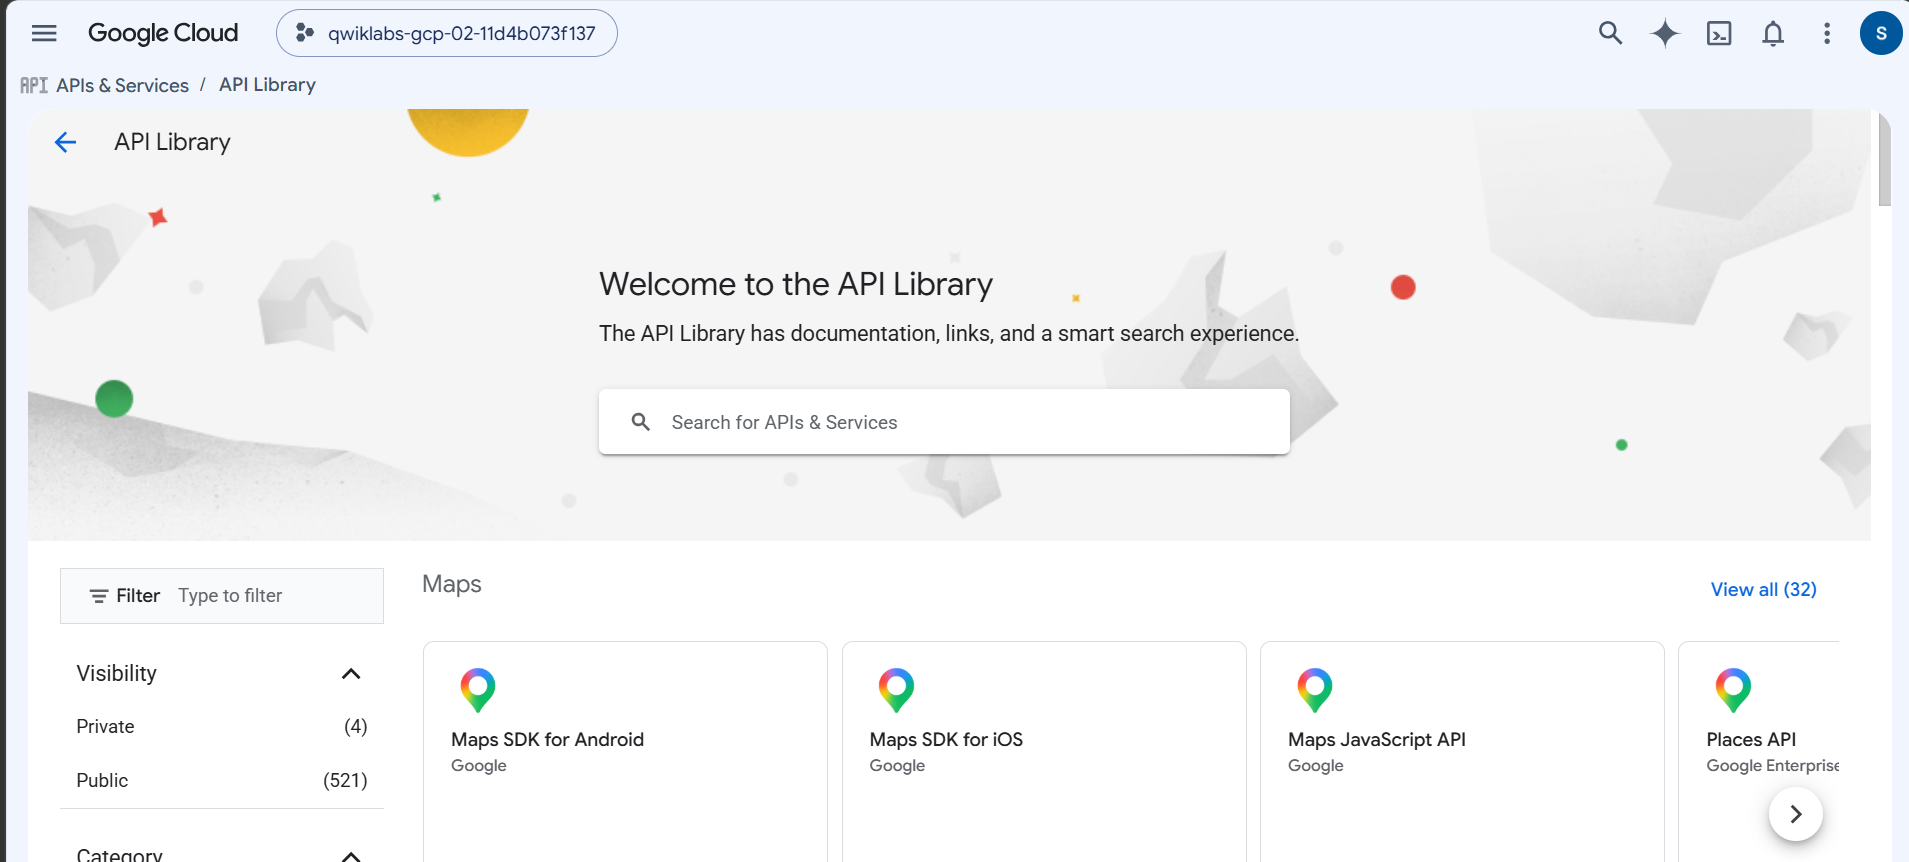 Google Cloud
qwiklabs-gcp-02-11d4b073f137
S
API APIs & Services / API Library
API Library
Welcome to the API Library
The API Library has documentation, links, and a smart search experience.
Search for APIs & Services
Filter Type to filter
Maps
View all (32)
Visibility
Private (4)
Public (521)
Category
Maps SDK for Android
Google
Maps SDK for iOS
Google
Maps JavaScript API
Google
Places API
Google Enterprise